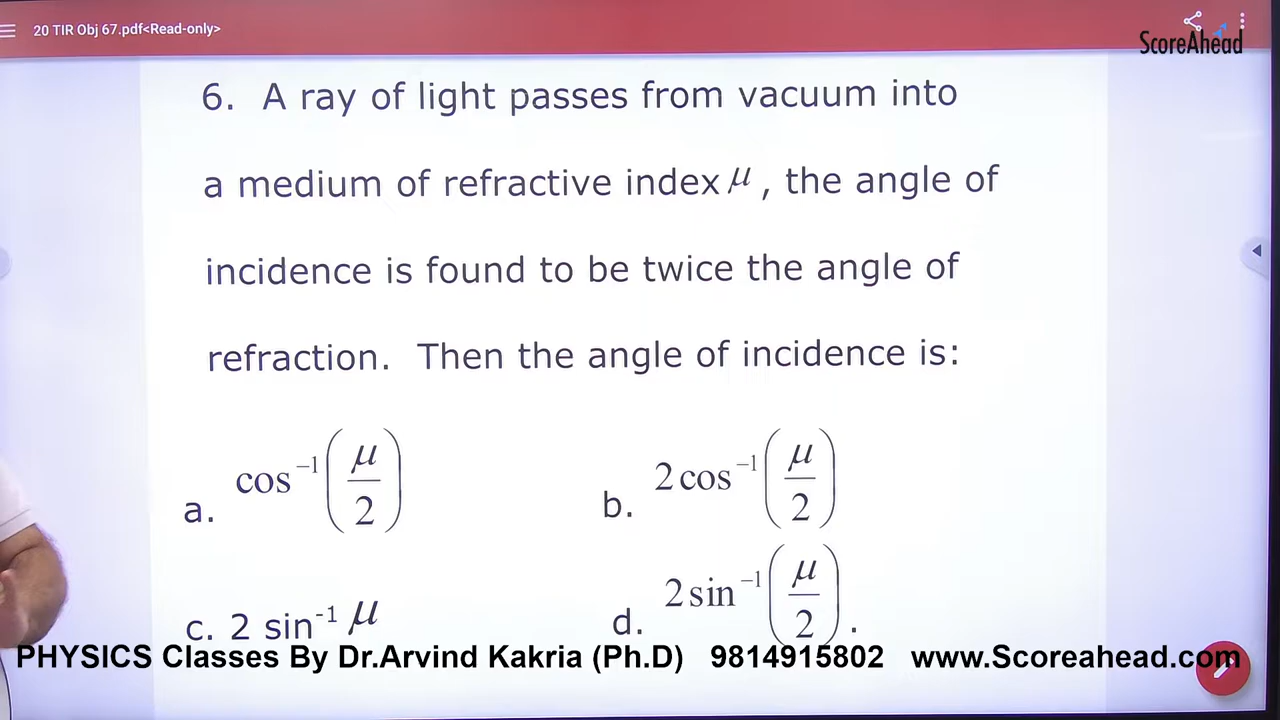 20 TIR Obj 67.pdf<Read-only>
ScoreAhead
6. A ray of light passes from vacuum into
a medium of refractive index μ , the angle of
incidence is found to be twice the angle of
refraction. Then the angle of incidence is:
a. cos⁻¹(μ/2) b. 2 cos⁻¹(μ/2)
c. 2 sin⁻¹ μ d. 2 sin⁻¹(μ/2) .
PHYSICS Classes By Dr.Arvind Kakria (Ph.D) 9814915802 www.Scoreahead.com